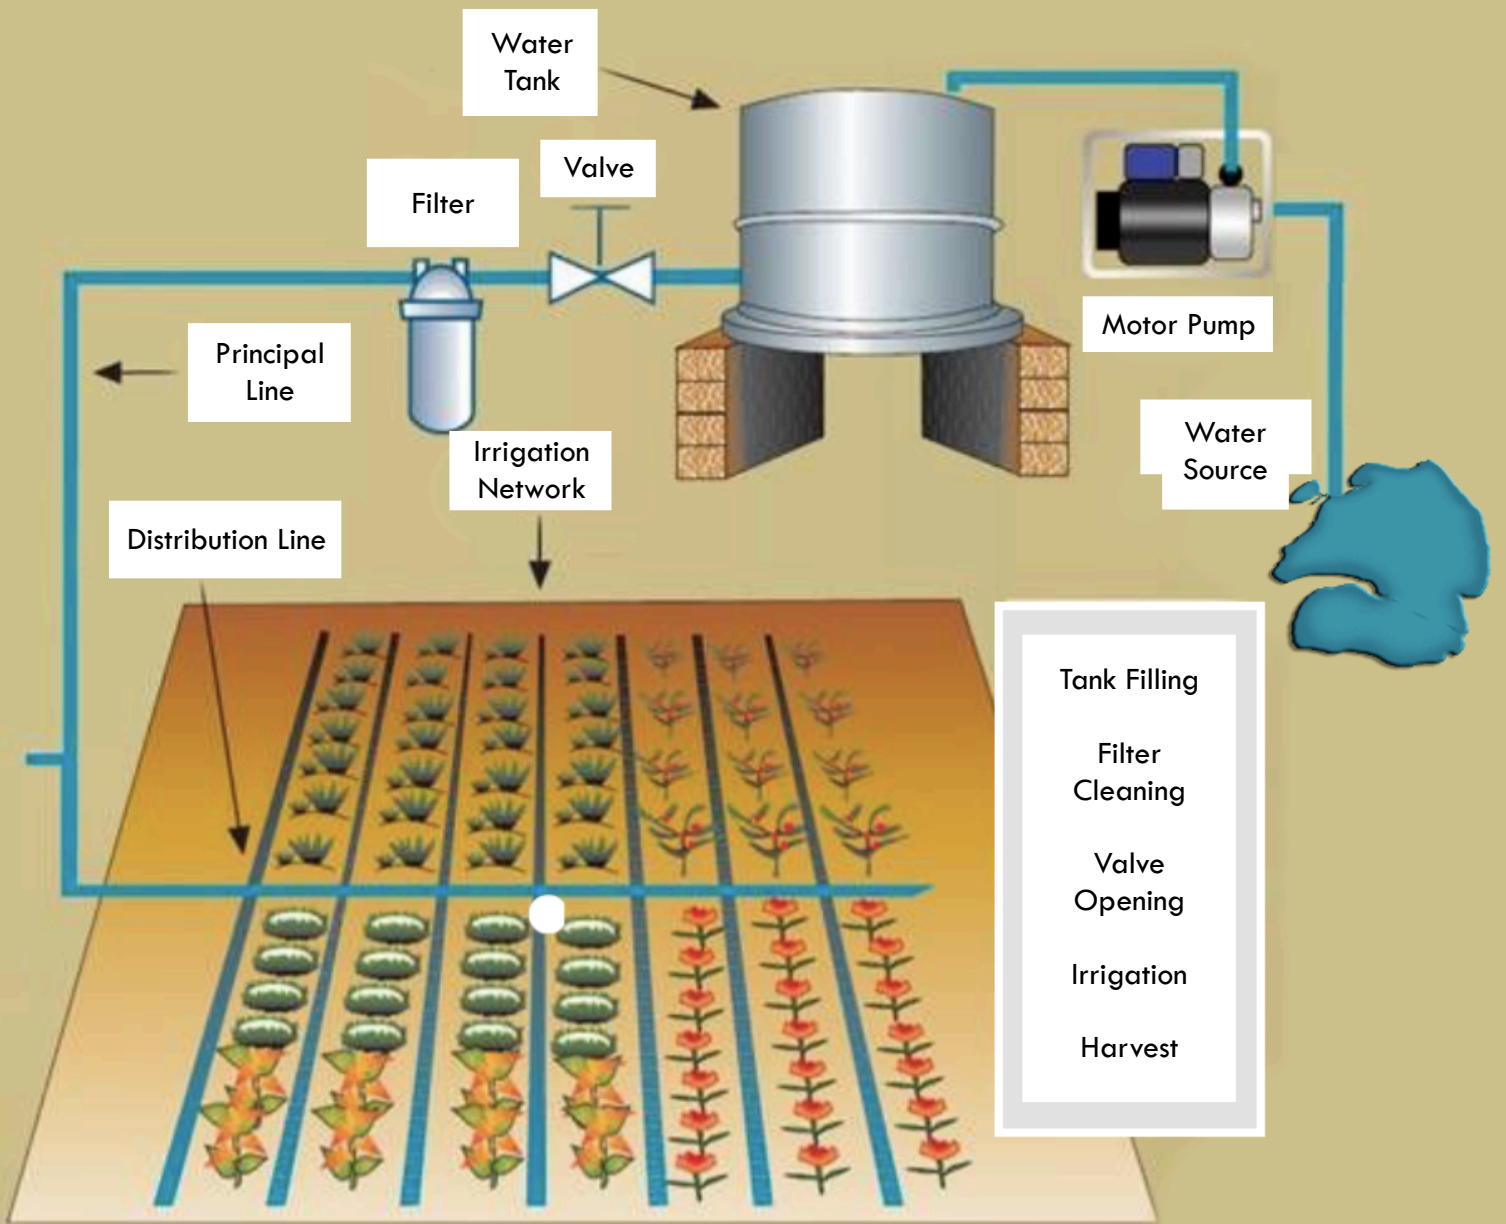 Water
Tank
Valve
Filter
Motor Pump
Principal
Line
Water
Source
Irrigation
Network
Distribution Line
Tank Filling
Filter
Cleaning
Valve
Opening
Irrigation
Harvest